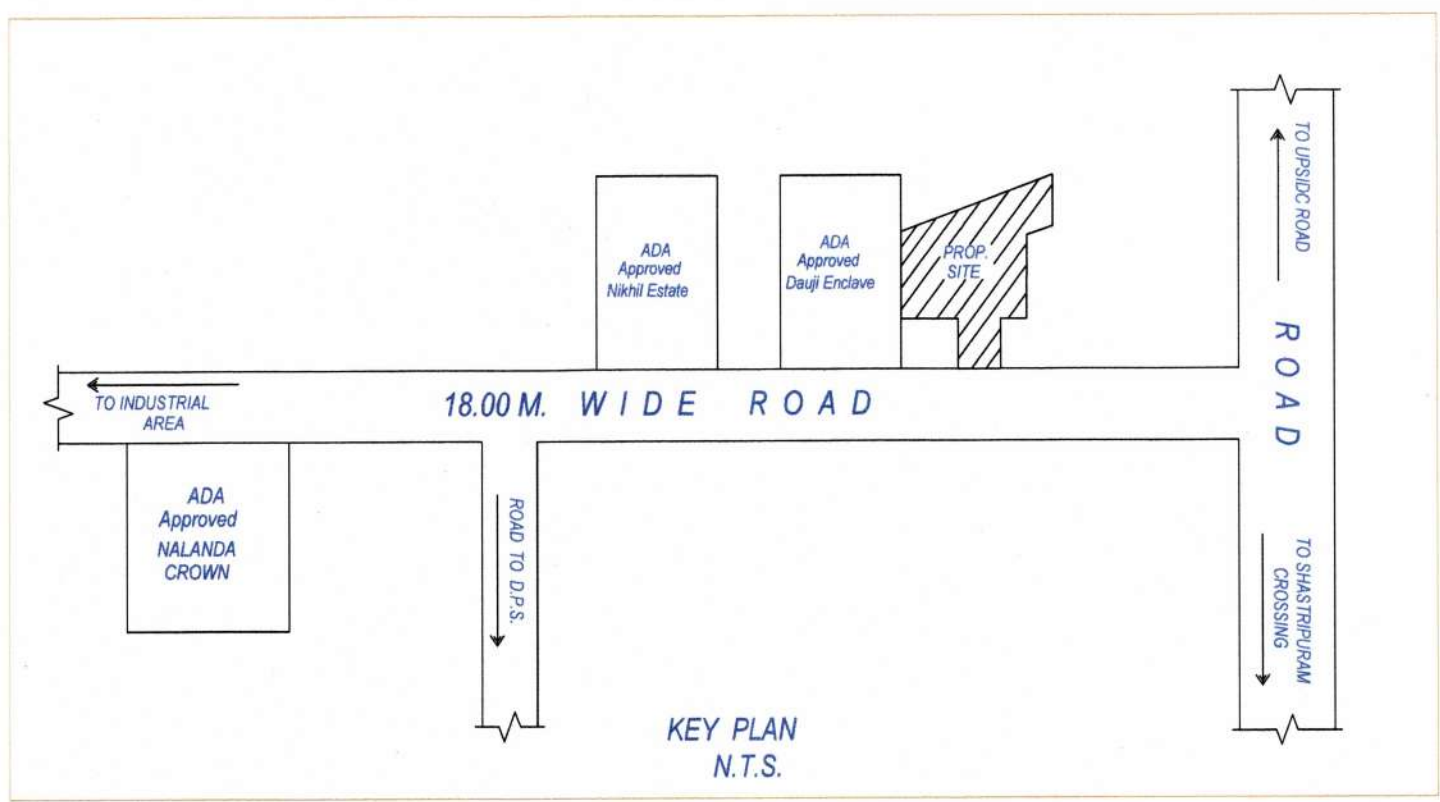 TO UPSIDC ROAD
ADA
Approved
Nikhil Estate
ADA
Approved
Dauji Enclave
PROP.
SITE
ROAD
TO INDUSTRIAL
AREA
18.00 M. WIDE ROAD
ADA
Approved
NALANDA
CROWN
ROAD TO D.P.S.
TO SHASTRIPURAM
CROSSING
KEY PLAN
N.T.S.